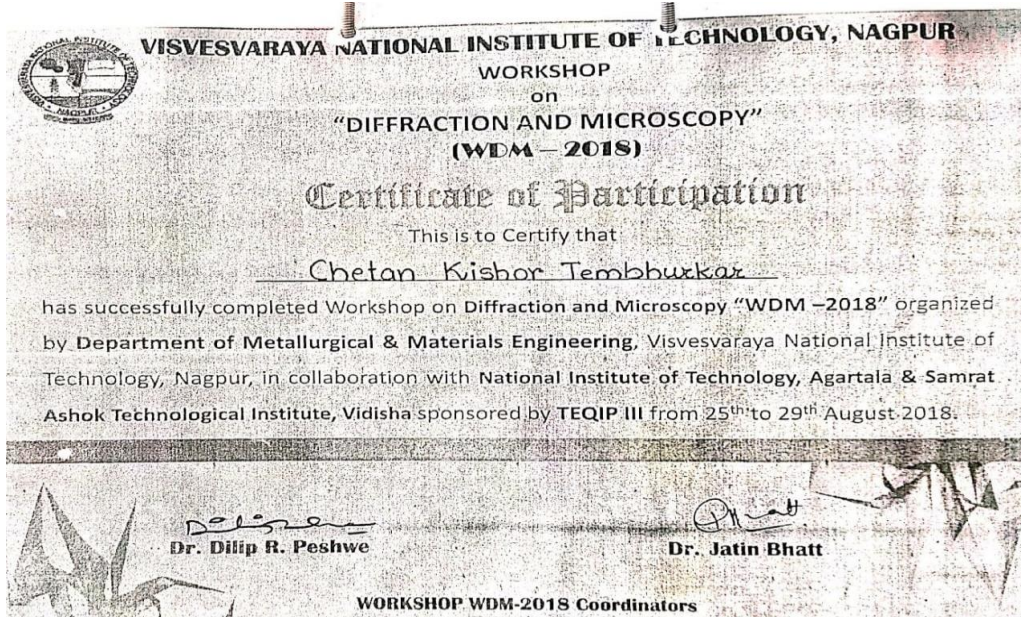 VISVESVARAYA NATIONAL INSTITUTE OF TECHNOLOGY, NAGPUR
WORKSHOP
on
"DIFFRACTION AND MICROSCOPY"
(WDM – 2018)
Certificate of Participation
This is to Certify that
Chetan Kishor Tembhurkar
has successfully completed Workshop on Diffraction and Microscopy "WDM –2018" organized
by Department of Metallurgical & Materials Engineering, Visvesvaraya National Institute of
Technology, Nagpur, in collaboration with National Institute of Technology, Agartala & Samrat
Ashok Technological Institute, Vidisha sponsored by TEQIP III from 25th to 29th August 2018.
Dr. Dilip R. Peshwe
Dr. Jatin Bhatt
WORKSHOP WDM-2018 Coordinators